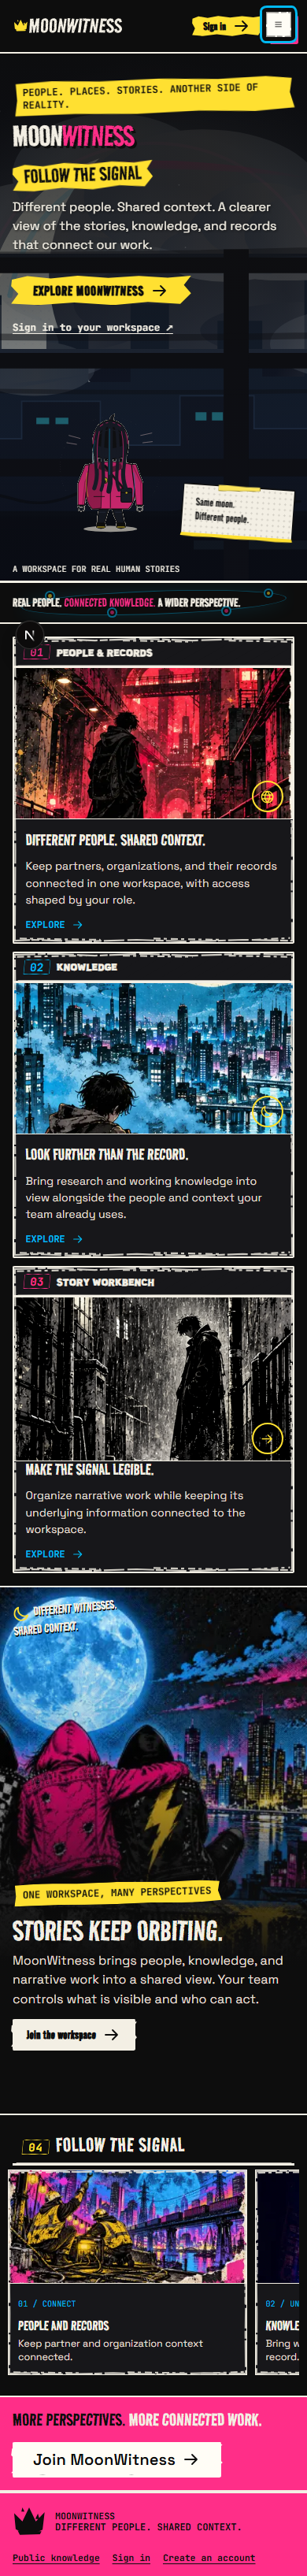 MOONWITNESS
Sign in →
PEOPLE. PLACES. STORIES. ANOTHER SIDE OF
REALITY.
MOONWITNESS
FOLLOW THE SIGNAL
Different people. Shared context. A clearer
view of the stories, knowledge, and records
that connect our work.
EXPLORE MOONWITNESS →
Sign in to your workspace ↗
Same moon.
Different people.
A WORKSPACE FOR REAL HUMAN STORIES
REAL PEOPLE. CONNECTED KNOWLEDGE. A WIDER PERSPECTIVE.
N
01 PEOPLE & RECORDS
DIFFERENT PEOPLE. SHARED CONTEXT.
Keep partners, organizations, and their records
connected in one workspace, with access
shaped by your role.
EXPLORE →
02 KNOWLEDGE
LOOK FURTHER THAN THE RECORD.
Bring research and working knowledge into
view alongside the people and context your
team already uses.
EXPLORE →
03 STORY WORKBENCH
MAKE THE SIGNAL LEGIBLE.
Organize narrative work while keeping its
underlying information connected to the
workspace.
EXPLORE →
DIFFERENT WITNESSES.
SHARED CONTEXT.
ONE WORKSPACE, MANY PERSPECTIVES
STORIES KEEP ORBITING.
MoonWitness brings people, knowledge, and
narrative work into a shared view. Your team
controls what is visible and who can act.
Join the workspace →
04 FOLLOW THE SIGNAL
01 / CONNECT
PEOPLE AND RECORDS
Keep partner and organization context
connected.
02 / UN
KNOWLE
Bring w
record.
MORE PERSPECTIVES. MORE CONNECTED WORK.
Join MoonWitness →
MOONWITNESS
DIFFERENT PEOPLE. SHARED CONTEXT.
Public knowledge Sign in Create an account